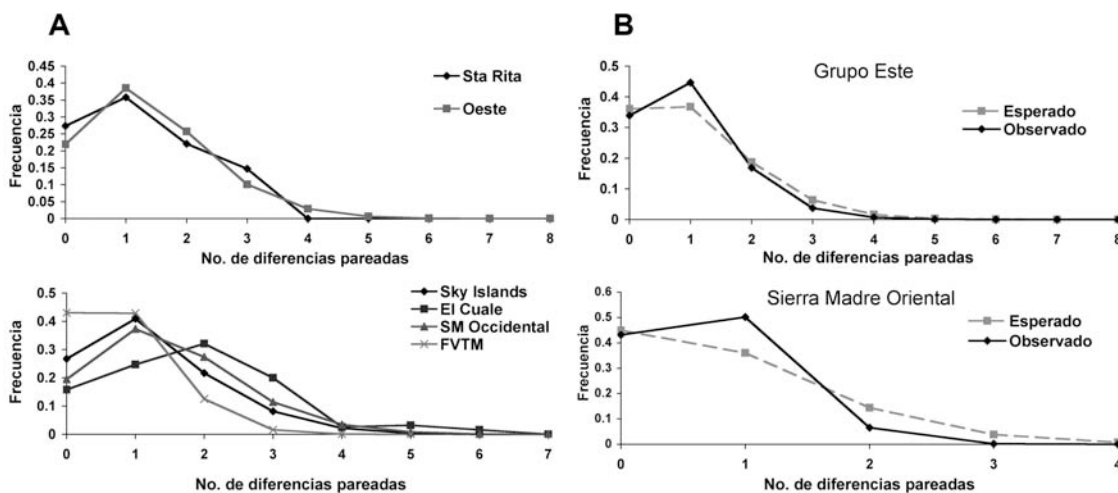 A
Sta Rita
Oeste
Frecuencia
0.45
0.4
0.35
0.3
0.25
0.2
0.15
0.1
0.05
0
0 1 2 3 4 5 6 7 8
No. de diferencias pareadas
Sky Islands
El Cuale
SM Occidental
FVTM
Frecuencia
0.5
0.4
0.3
0.2
0.1
0
0 1 2 3 4 5 6 7
No. de diferencias pareadas
B
Grupo Este
Esperado
Observado
Frecuencia
0.5
0.4
0.3
0.2
0.1
0
0 1 2 3 4 5 6 7 8
No. de diferencias pareadas
Sierra Madre Oriental
Esperado
Observado
Frecuencia
0.6
0.5
0.4
0.3
0.2
0.1
0
0 1 2 3 4
No. de diferencias pareadas